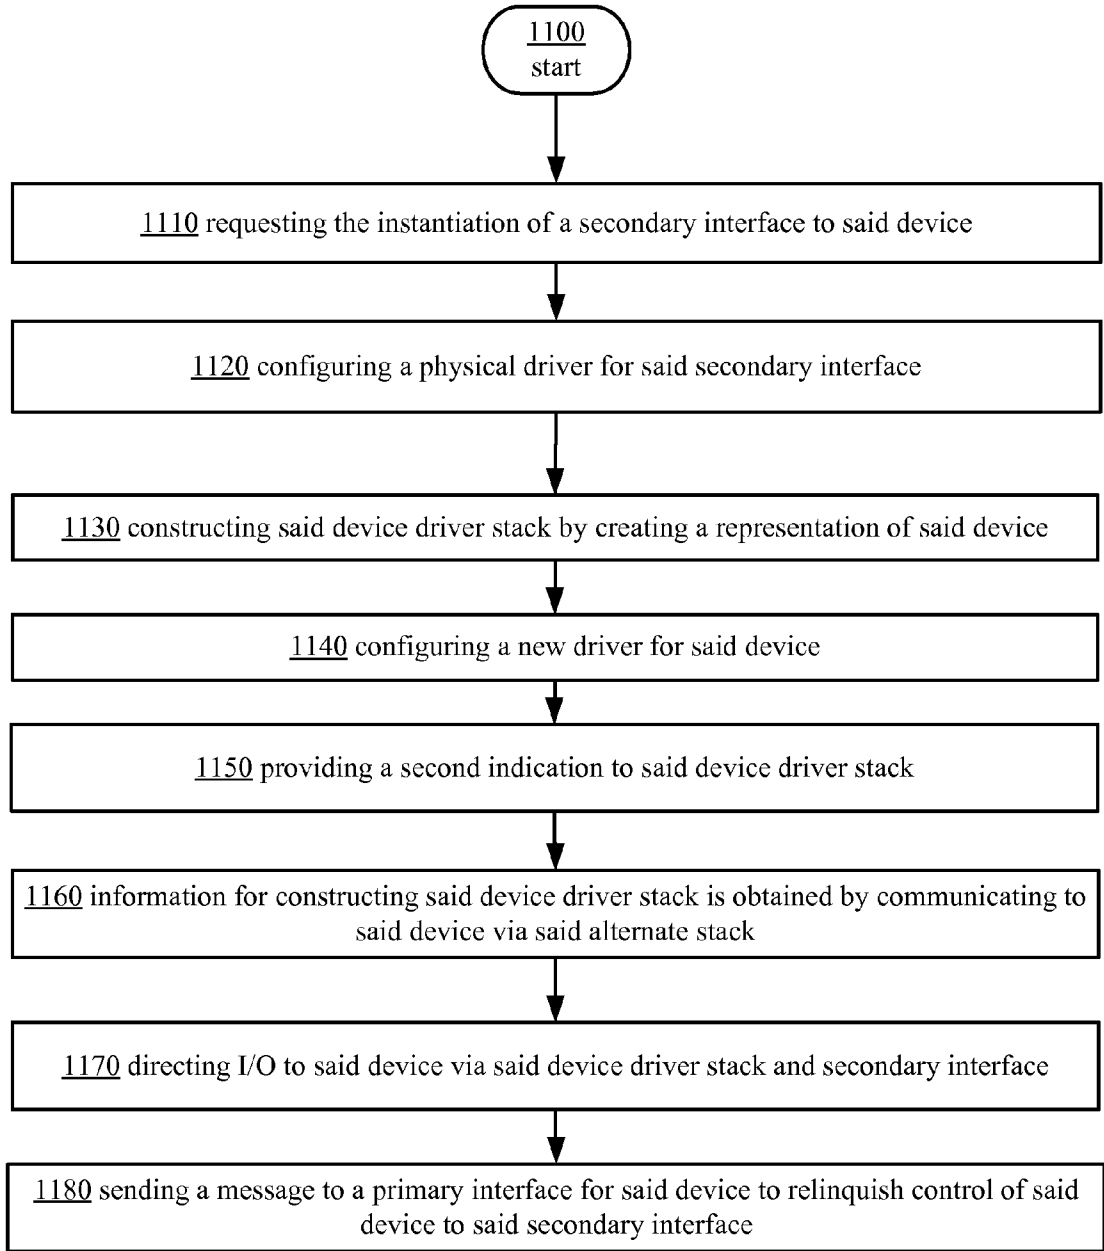 1100
start
1110 requesting the instantiation of a secondary interface to said device
1120 configuring a physical driver for said secondary interface
1130 constructing said device driver stack by creating a representation of said device
1140 configuring a new driver for said device
1150 providing a second indication to said device driver stack
1160 information for constructing said device driver stack is obtained by communicating to
said device via said alternate stack
1170 directing I/O to said device via said device driver stack and secondary interface
1180 sending a message to a primary interface for said device to relinquish control of said
device to said secondary interface